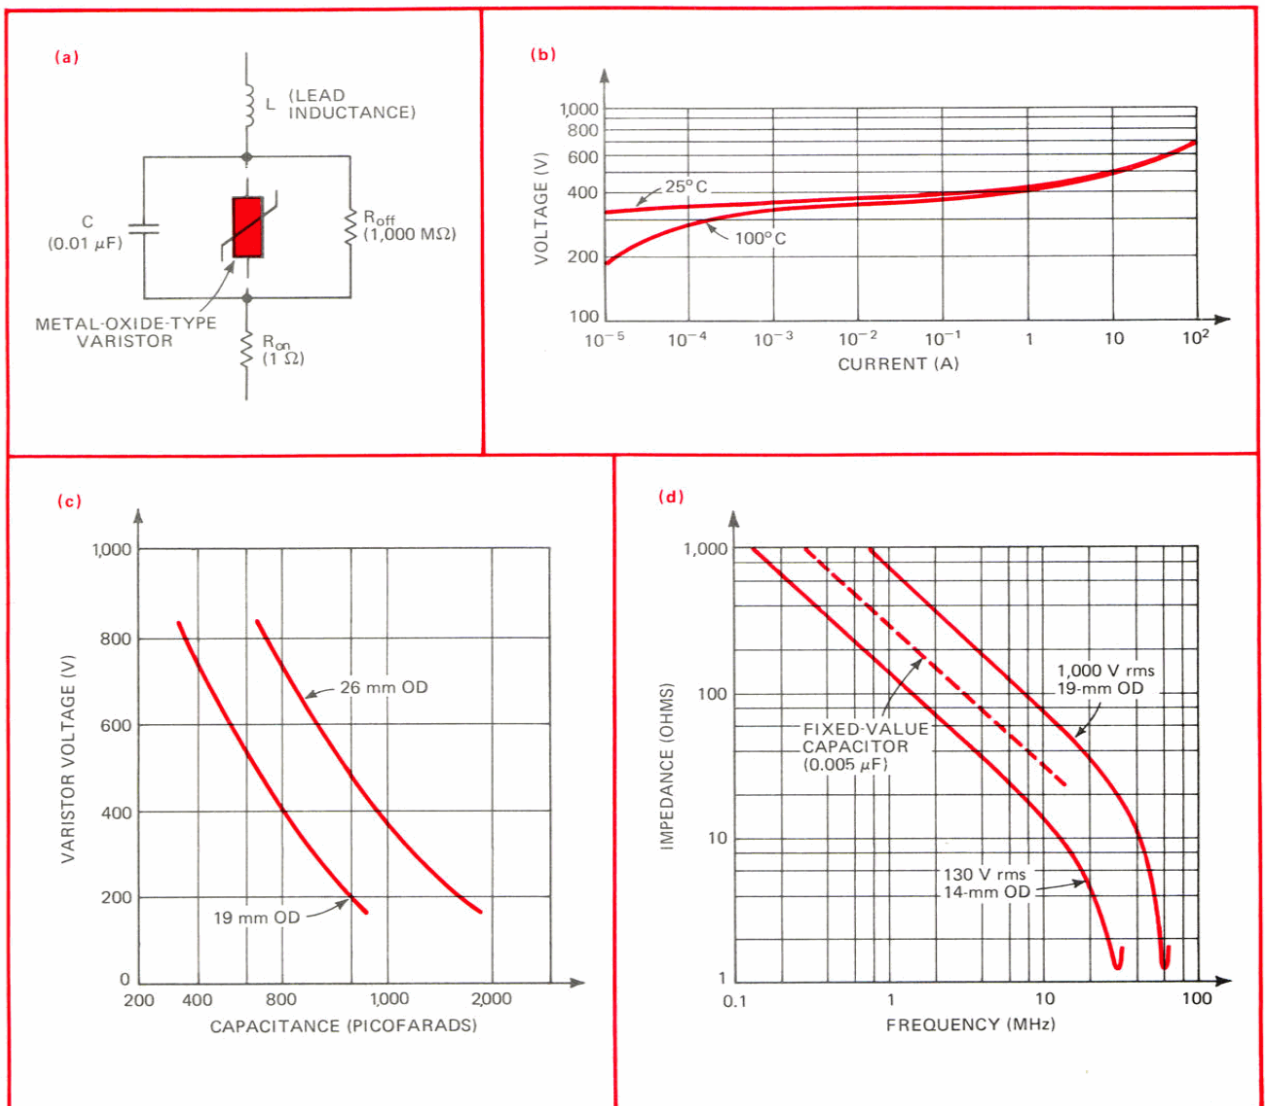 (a)
L (LEAD
INDUCTANCE)
C
(0.01 μF)
Roff
(1,000 MΩ)
METAL-OXIDE-TYPE
VARISTOR
Ron
(1 Ω)
(b)
VOLTAGE (V)
1,000
800
600
400
200
100
25°C
100°C
10⁻⁵ 10⁻⁴ 10⁻³ 10⁻² 10⁻¹ 1 10 10²
CURRENT (A)
(c)
VARISTOR VOLTAGE (V)
1,000
800
600
400
200
0
26 mm OD
19 mm OD
200 400 800 1,000 2,000
CAPACITANCE (PICOFARADS)
(d)
IMPEDANCE (OHMS)
1,000
100
10
1
1,000 V rms
19-mm OD
FIXED-VALUE
CAPACITOR
(0.005 μF)
130 V rms
14-mm OD
0.1 1 10 100
FREQUENCY (MHz)